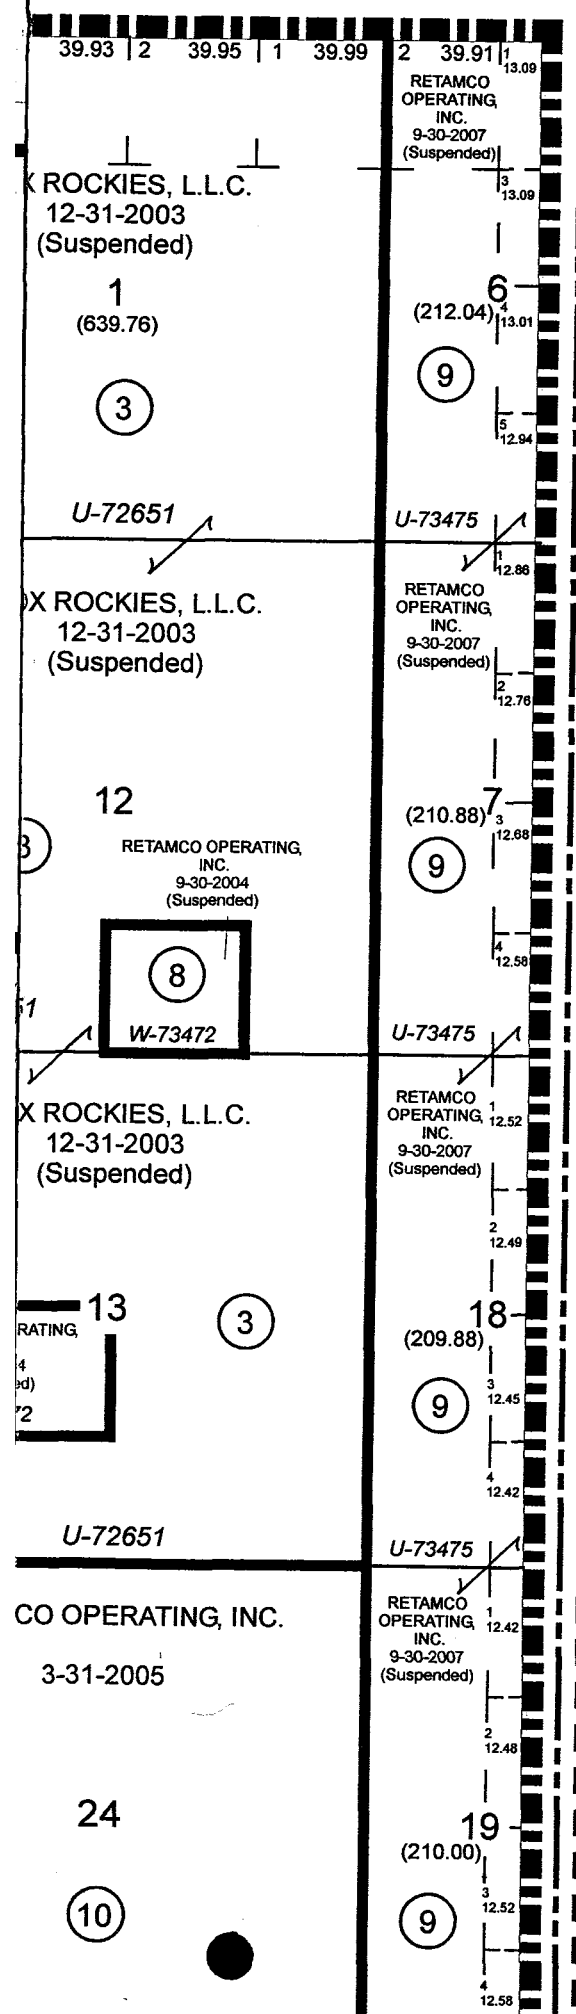 39.93 2 39.95 1 39.99 2 39.91 1
13.09
RETAMCO
OPERATING,
INC.
9-30-2007
(Suspended)
3
13.09
X ROCKIES, L.L.C.
12-31-2003
(Suspended)
1
(639.76)
3
6
(212.04)
4
13.01
9
5
12.94
U-72651
U-73475
1
12.86
X ROCKIES, L.L.C.
12-31-2003
(Suspended)
RETAMCO
OPERATING,
INC.
9-30-2007
(Suspended)
2
12.76
12
7
(210.88)
3
12.68
3
9
RETAMCO OPERATING,
INC.
9-30-2004
(Suspended)
4
12.58
8
51
W-73472
U-73475
X ROCKIES, L.L.C.
12-31-2003
(Suspended)
RETAMCO
OPERATING,
INC.
9-30-2007
(Suspended)
1
12.52
2
12.49
13
3
18
(209.88)
RATING,
4
ed)
72
3
12.45
9
4
12.42
U-72651
U-73475
CO OPERATING, INC.
3-31-2005
RETAMCO
OPERATING,
INC.
9-30-2007
(Suspended)
1
12.42
2
12.48
24
10
19
(210.00)
3
12.52
9
4
12.58